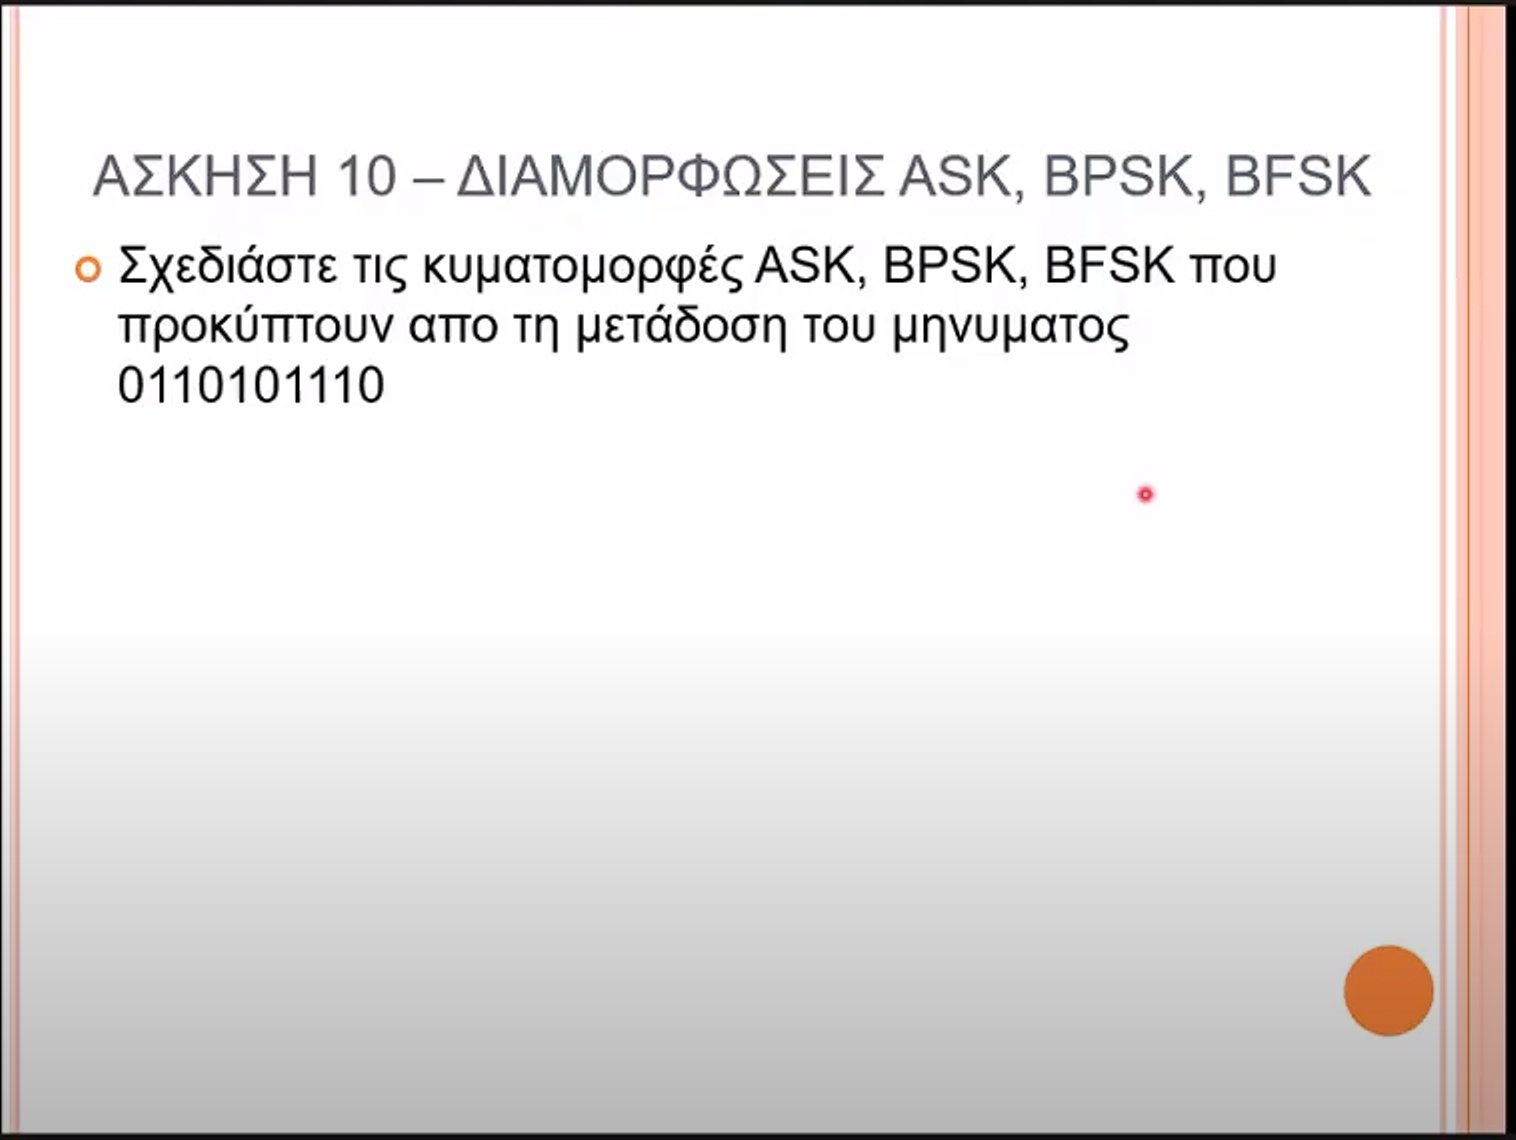 ΑΣΚΗΣΗ 10 – ΔΙΑΜΟΡΦΩΣΕΙΣ ASK, BPSK, BFSK
Σχεδιάστε τις κυματομορφές ASK, BPSK, BFSK που
προκύπτουν απο τη μετάδοση του μηνυματος
0110101110